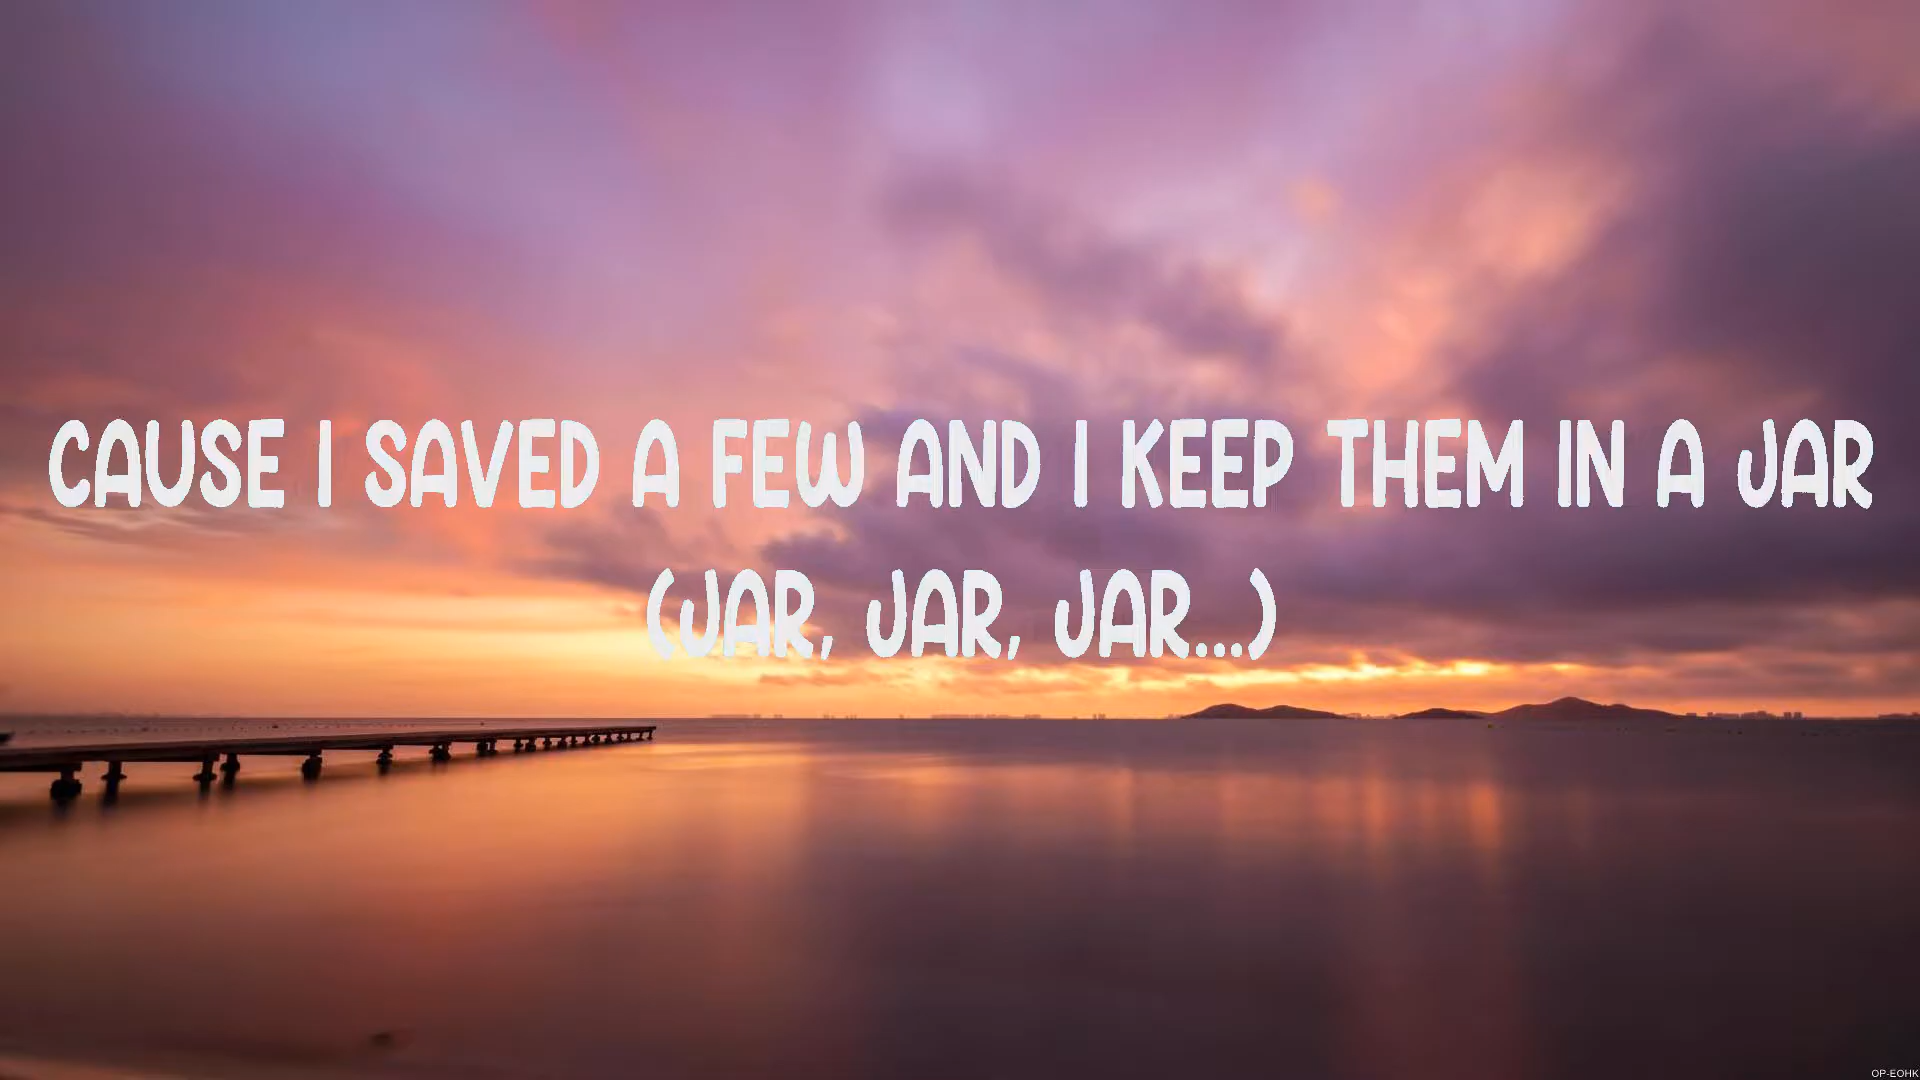 CAUSE I SAVED A FEW AND I KEEP THEM IN A JAR
(JAR, JAR, JAR...)
OP-EOHK